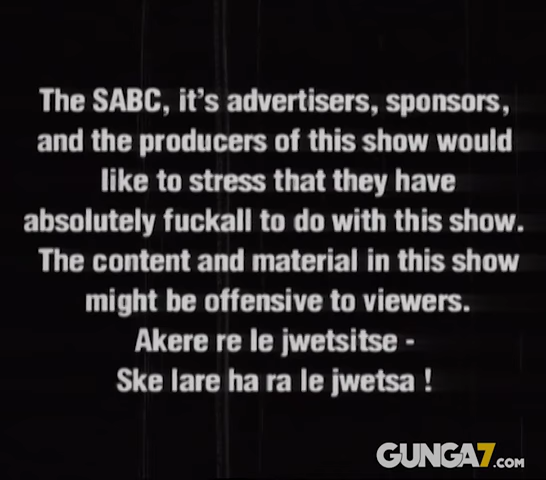 The SABC, it's advertisers, sponsors,
and the producers of this show would
like to stress that they have
absolutely fuckall to do with this show.
The content and material in this show
might be offensive to viewers.
Akere re le jwetsitse -
Ske lare ha ra le jwetsa !
GUNGA7.COM